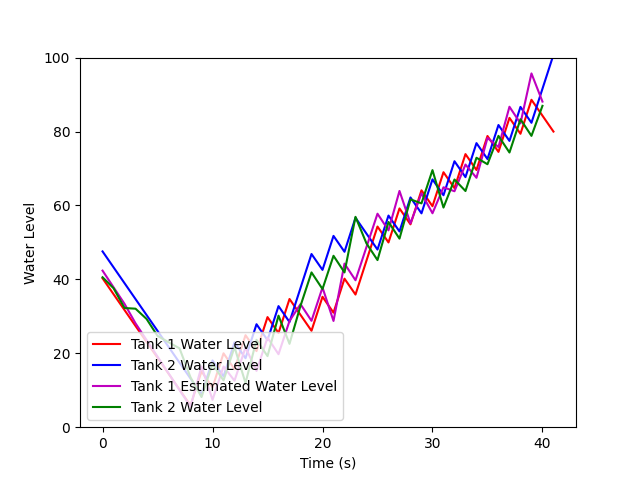 100
80
60
40
20
0
Water Level
Tank 1 Water Level
Tank 2 Water Level
Tank 1 Estimated Water Level
Tank 2 Water Level
0 10 20 30 40
Time (s)